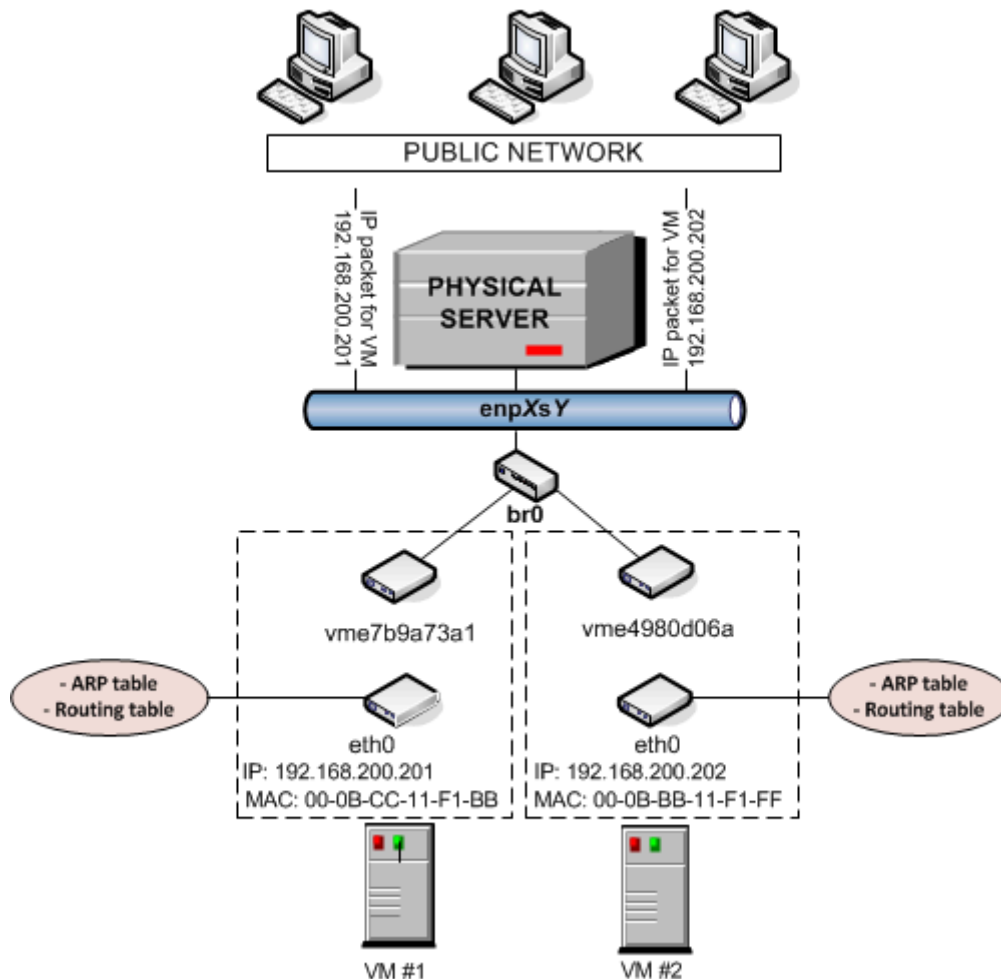 PUBLIC NETWORK
IP packet for VM
192.168.200.201
PHYSICAL
SERVER
IP packet for VM
192.168.200.202
enpXsY
br0
vme7b9a73a1
vme4980d06a
- ARP table
- Routing table
- ARP table
- Routing table
eth0
IP: 192.168.200.201
MAC: 00-0B-CC-11-F1-BB
eth0
IP: 192.168.200.202
MAC: 00-0B-BB-11-F1-FF
VM #1
VM #2